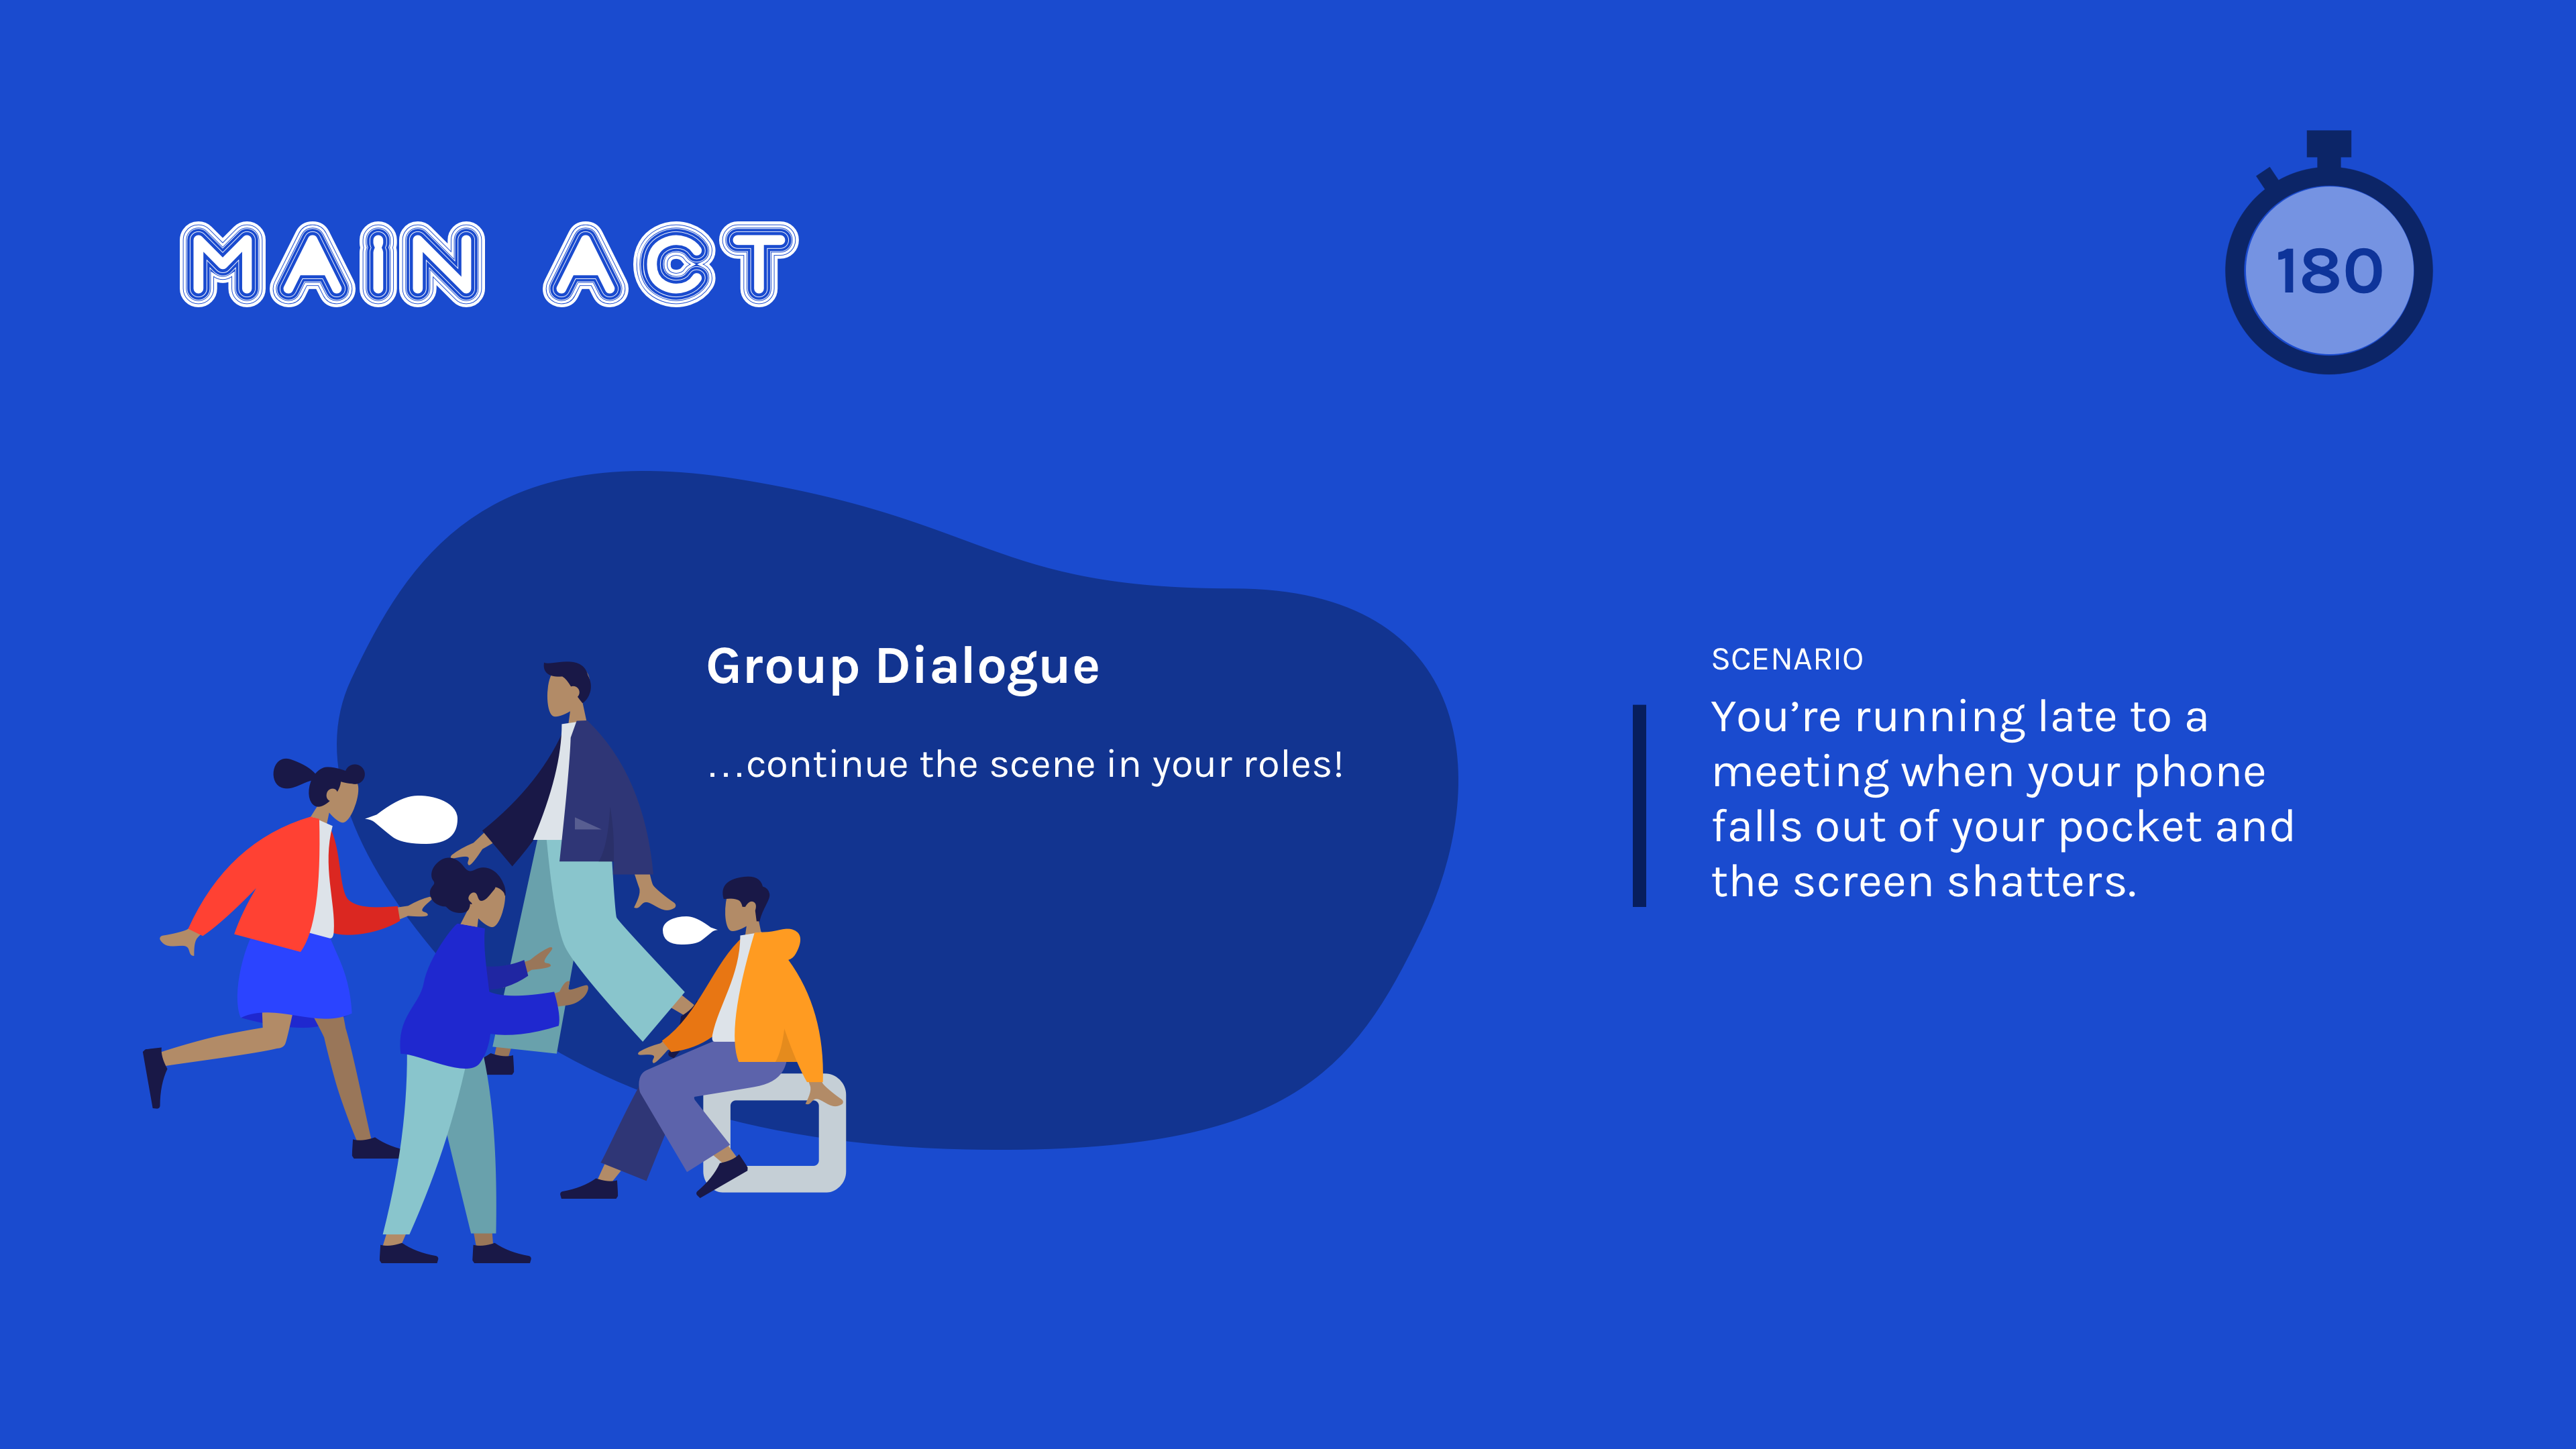 MAiN ACT
180
Group Dialogue
…continue the scene in your roles!
SCENARIO
You’re running late to a
meeting when your phone
falls out of your pocket and
the screen shatters.